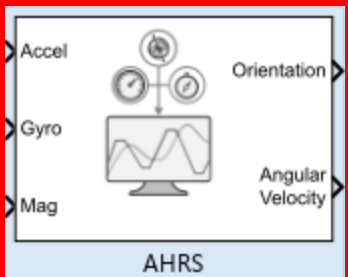 Accel
Orientation
Gyro
Angular
Velocity
Mag
AHRS